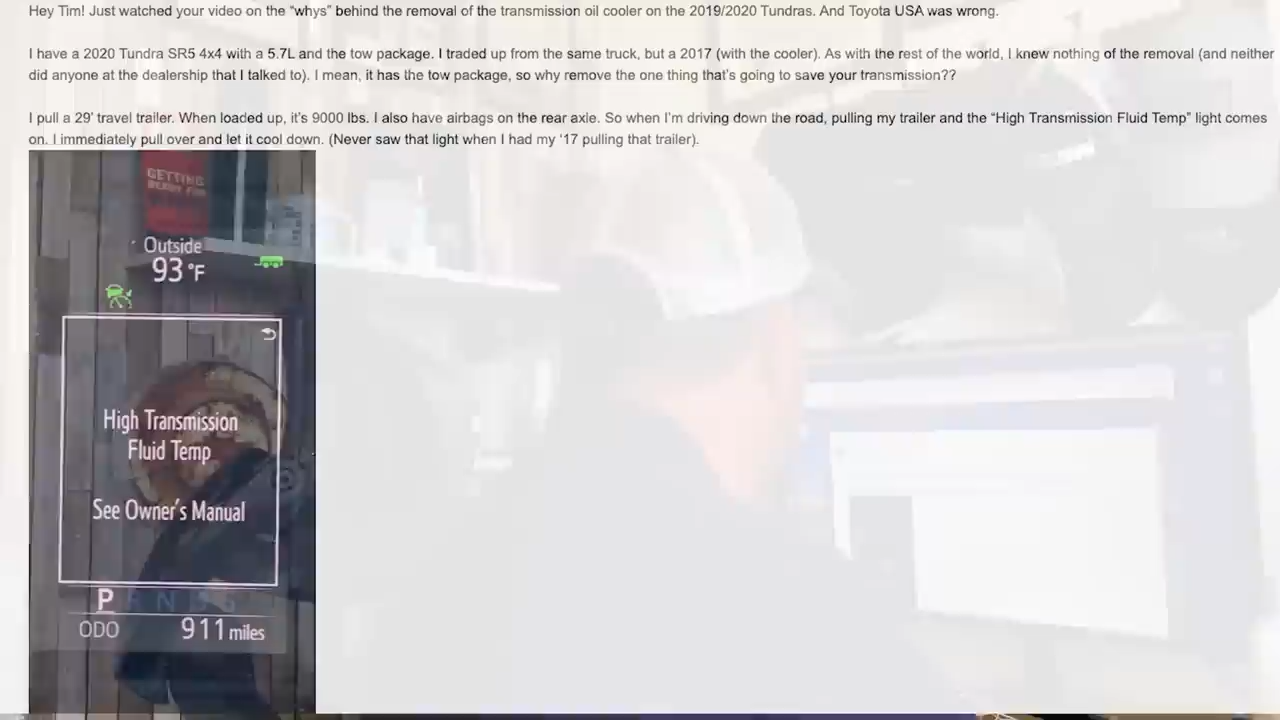 Hey Tim! Just watched your video on the “whys” behind the removal of the transmission oil cooler on the 2019/2020 Tundras. And Toyota USA was wrong.
I have a 2020 Tundra SR5 4x4 with a 5.7L and the tow package. I traded up from the same truck, but a 2017 (with the cooler). As with the rest of the world, I knew nothing of the removal (and neither
did anyone at the dealership that I talked to). I mean, it has the tow package, so why remove the one thing that’s going to save your transmission??
I pull a 29’ travel trailer. When loaded up, it’s 9000 lbs. I also have airbags on the rear axle. So when I’m driving down the road, pulling my trailer and the “High Transmission Fluid Temp” light comes
on. I immediately pull over and let it cool down. (Never saw that light when I had my ‘17 pulling that trailer).
GETTING
READY FOR
Outside
93°F
High Transmission
Fluid Temp
See Owner's Manual
P N
ODO 911 miles